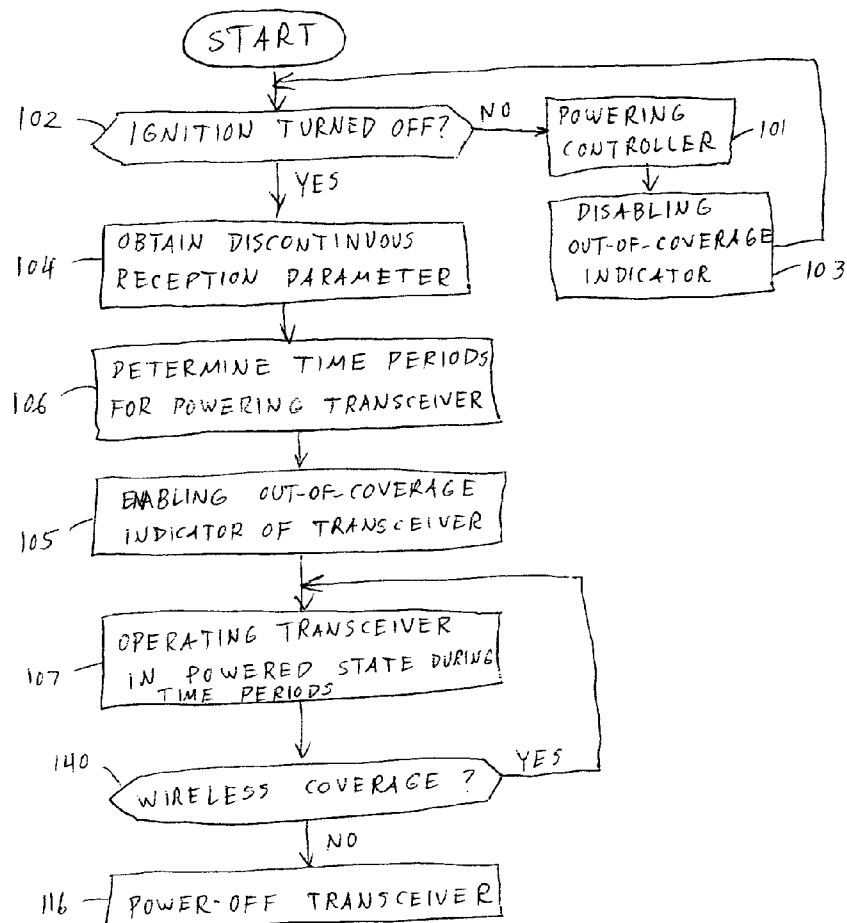 START
102
IGNITION TURNED OFF?
NO
POWERING
CONTROLLER
101
YES
DISABLING
OUT-OF-COVERAGE
INDICATOR
103
104
OBTAIN DISCONTINUOUS
RECEPTION PARAMETER
106
DETERMINE TIME PERIODS
FOR POWERING TRANSCEIVER
105
ENABLING OUT-OF-COVERAGE
INDICATOR OF TRANSCEIVER
107
OPERATING TRANSCEIVER
IN POWERED STATE DURING
TIME PERIODS
140
WIRELESS COVERAGE ?
YES
NO
116
POWER-OFF TRANSCEIVER